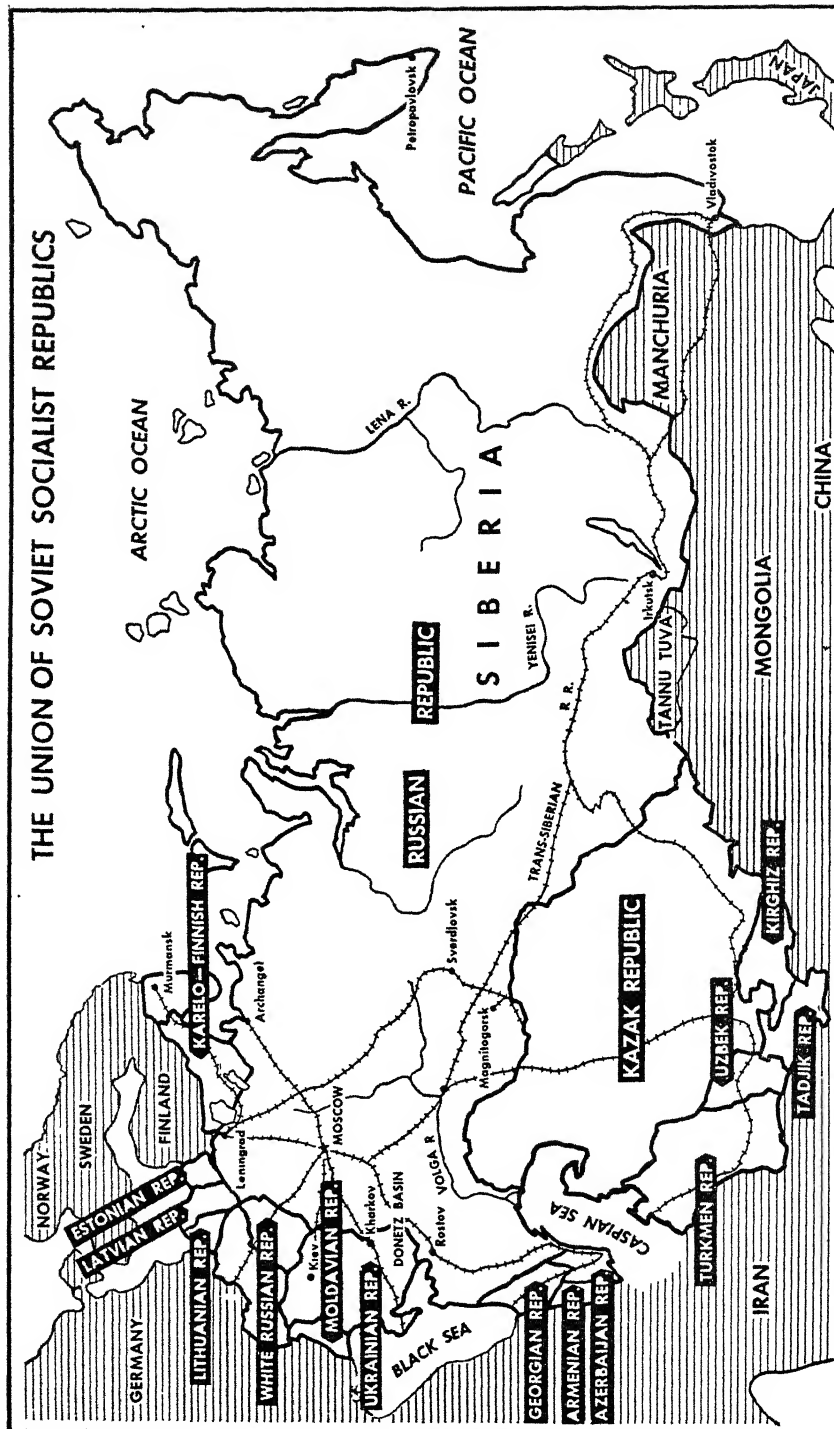 THE UNION OF SOVIET SOCIALIST REPUBLICS
ARCTIC OCEAN
PACIFIC OCEAN
Petropavlovsk
JAPAN
Vladivostok
MANCHURIA
LENA R.
SIBERIA
YENISEI R.
REPUBLIC
RUSSIAN
Irkutsk
TANNU TUVA
MONGOLIA
CHINA
R R.
TRANS-SIBERIAN
NORWAY
SWEDEN
FINLAND
Murmansk
KARELO-FINNISH REP.
Archangel
Leningrad
ESTONIAN REP.
LATVIAN REP.
LITHUANIAN REP.
GERMANY
WHITE RUSSIAN REP.
MOSCOW
Kiev
MOLDAVIAN REP.
Kharkov
UKRAINIAN REP.
DONETZ BASIN
Rostov
VOLGA R
Sverdlovsk
Magnitogorsk
KAZAK REPUBLIC
BLACK SEA
CASPIAN SEA
GEORGIAN REP.
ARMENIAN REP.
AZERBAIJAN REP.
TURKMEN REP.
UZBEK REP.
KIRGHIZ REP.
TADJIK REP.
IRAN